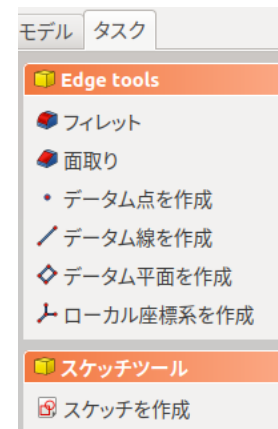 モデル タスク
Edge tools
フィレット
面取り
データム点を作成
データム線を作成
データム平面を作成
ローカル座標系を作成
スケッチツール
スケッチを作成